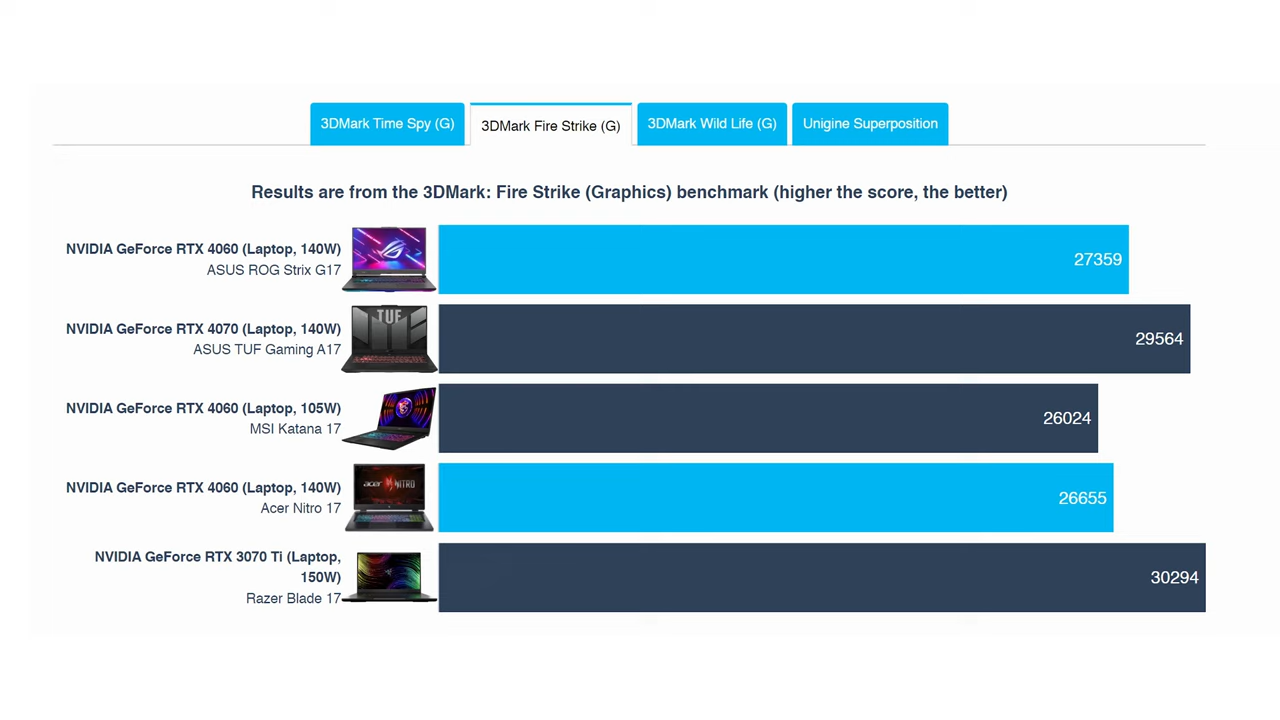 3DMark Time Spy (G)
3DMark Fire Strike (G)
3DMark Wild Life (G)
Unigine Superposition
Results are from the 3DMark: Fire Strike (Graphics) benchmark (higher the score, the better)
NVIDIA GeForce RTX 4060 (Laptop, 140W)
ASUS ROG Strix G17
27359
NVIDIA GeForce RTX 4070 (Laptop, 140W)
ASUS TUF Gaming A17
TUF
29564
NVIDIA GeForce RTX 4060 (Laptop, 105W)
MSI Katana 17
26024
NVIDIA GeForce RTX 4060 (Laptop, 140W)
Acer Nitro 17
acer NITRO
26655
NVIDIA GeForce RTX 3070 Ti (Laptop,
150W)
Razer Blade 17
30294